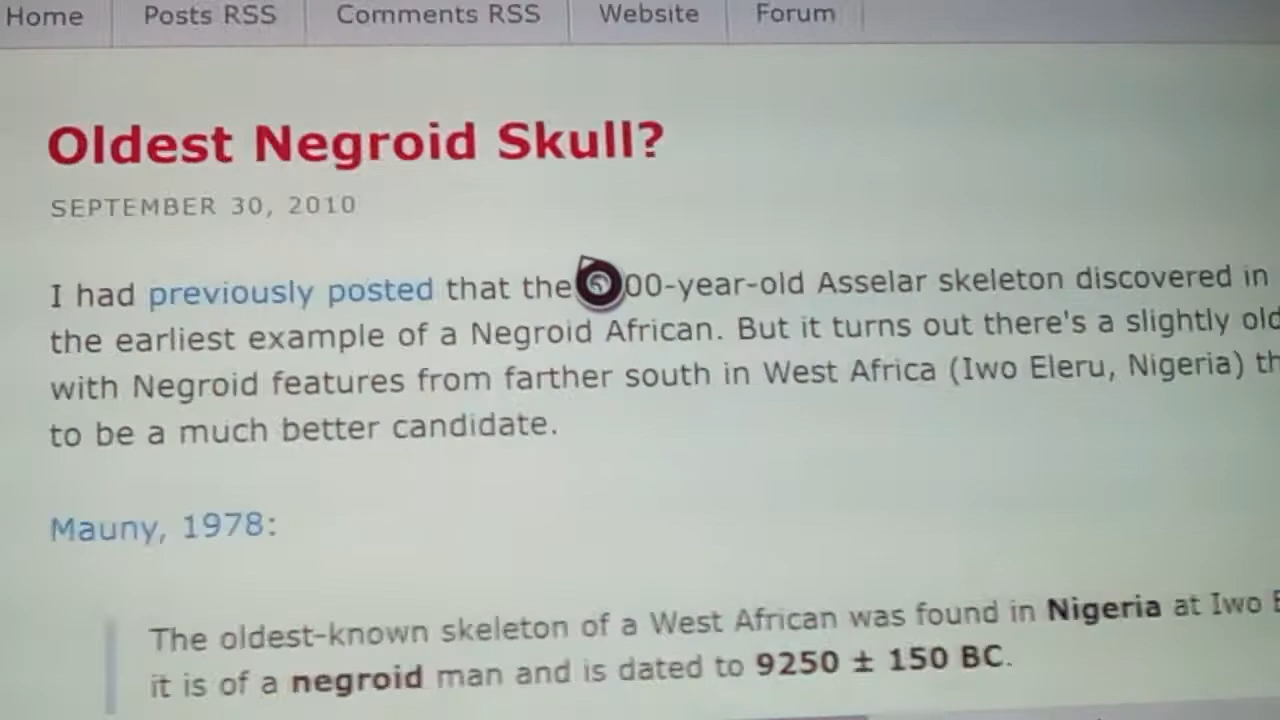 Home Posts RSS Comments RSS Website Forum
Oldest Negroid Skull?
SEPTEMBER 30, 2010
I had previously posted that the 00-year-old Asselar skeleton discovered in
the earliest example of a Negroid African. But it turns out there's a slightly old
with Negroid features from farther south in West Africa (Iwo Eleru, Nigeria) th
to be a much better candidate.
Mauny, 1978:
The oldest-known skeleton of a West African was found in Nigeria at Iwo E
it is of a negroid man and is dated to 9250 ± 150 BC.